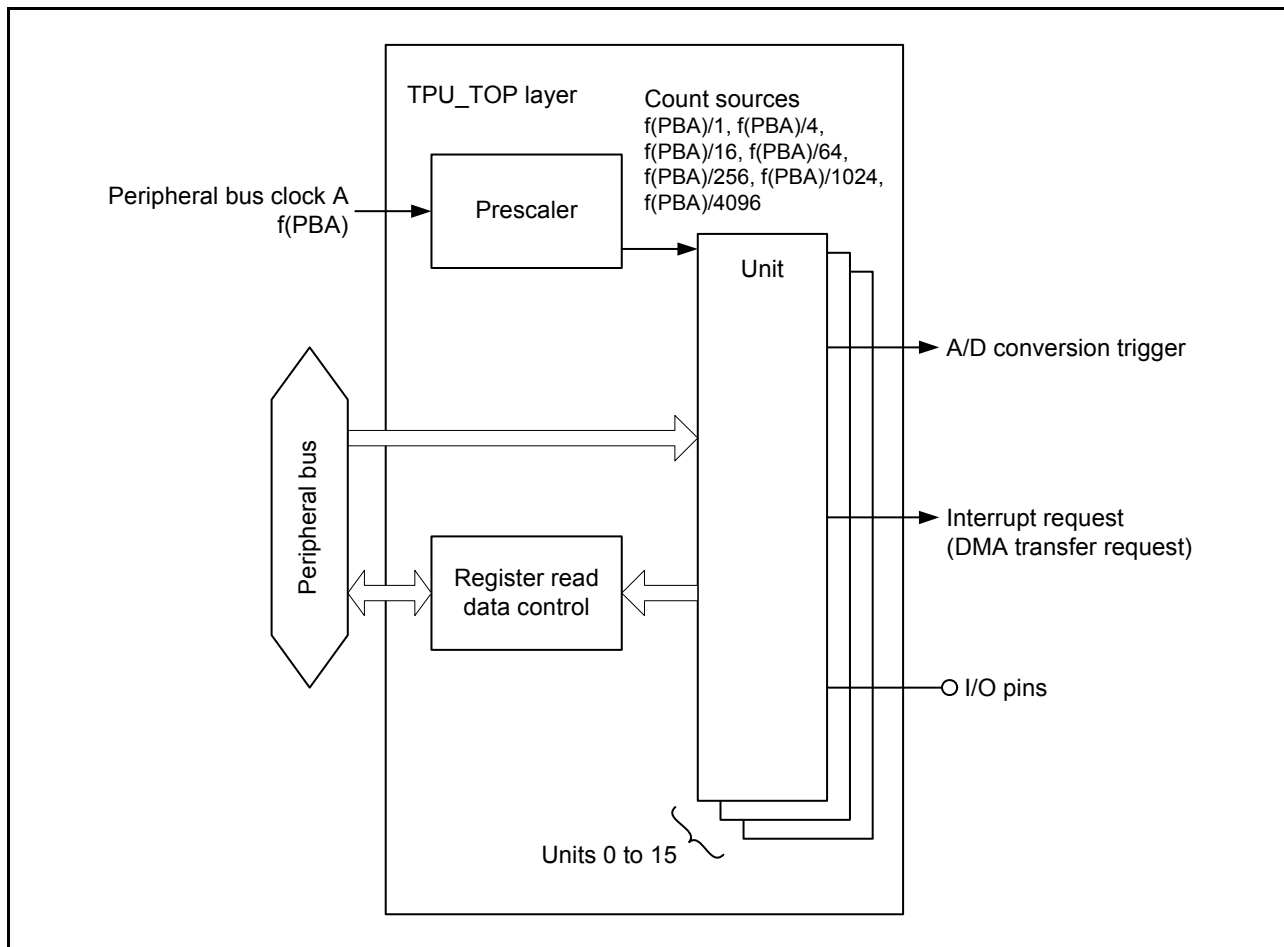 TPU_TOP layer
Count sources
f(PBA)/1, f(PBA)/4,
f(PBA)/16, f(PBA)/64,
f(PBA)/256, f(PBA)/1024,
f(PBA)/4096
Peripheral bus clock A
f(PBA)
Prescaler
Unit
A/D conversion trigger
Peripheral bus
Interrupt request
(DMA transfer request)
Register read
data control
I/O pins
Units 0 to 15